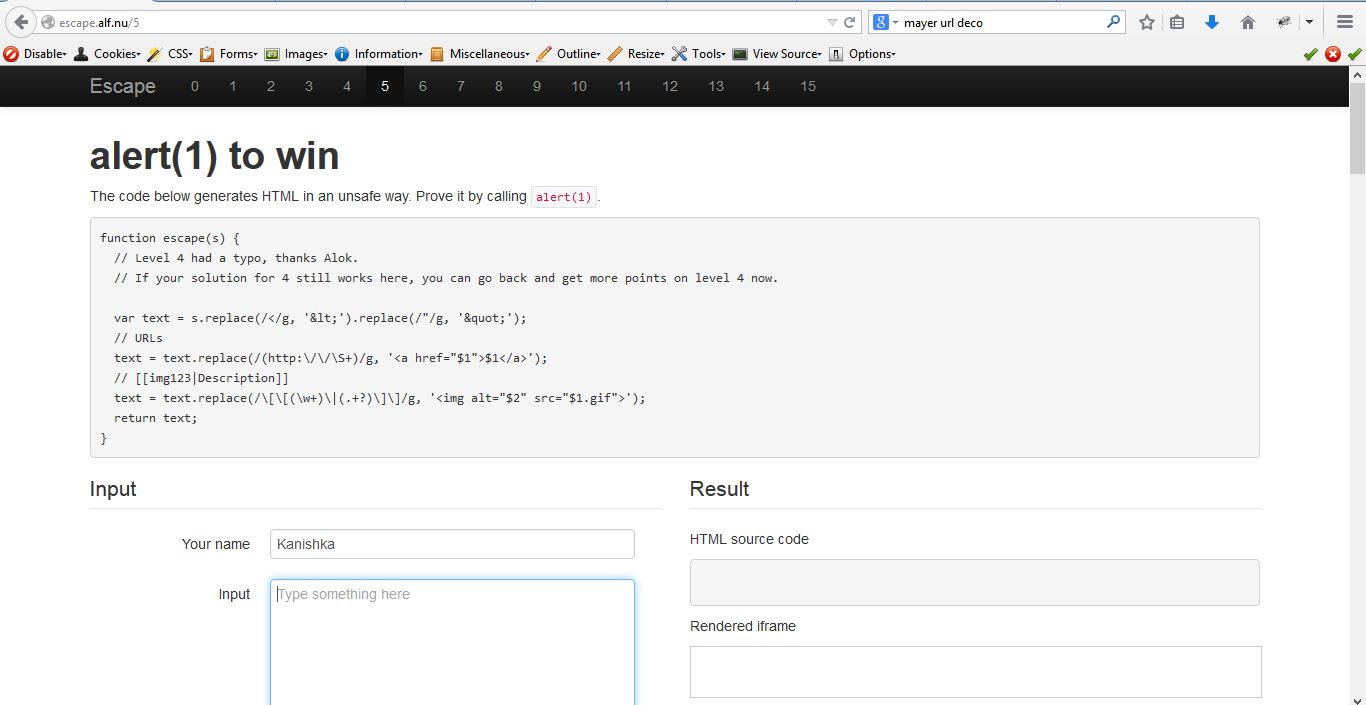 escape.alf.nu/5
8 mayer url deco
Disable Cookies CSS Forms Images Information Miscellaneous Outline Resize Tools View Source Options
Escape 0 1 2 3 4 5 6 7 8 9 10 11 12 13 14 15
alert(1) to win
The code below generates HTML in an unsafe way. Prove it by calling alert(1).
function escape(s) {
// Level 4 had a typo, thanks Alok.
// If your solution for 4 still works here, you can go back and get more points on level 4 now.
var text = s.replace(/</g, '&lt;').replace(/"/g, '&quot;');
// URLs
text = text.replace(/(http:\/\/\S+)/g, '<a href="$1">$1</a>');
// [[img123|Description]]
text = text.replace(/\[\[(\w+)\|(.+?)\]\]/g, '<img alt="$2" src="$1.gif">');
return text;
}
Input
Result
Your name Kanishka
HTML source code
Input Type something here
Rendered iframe